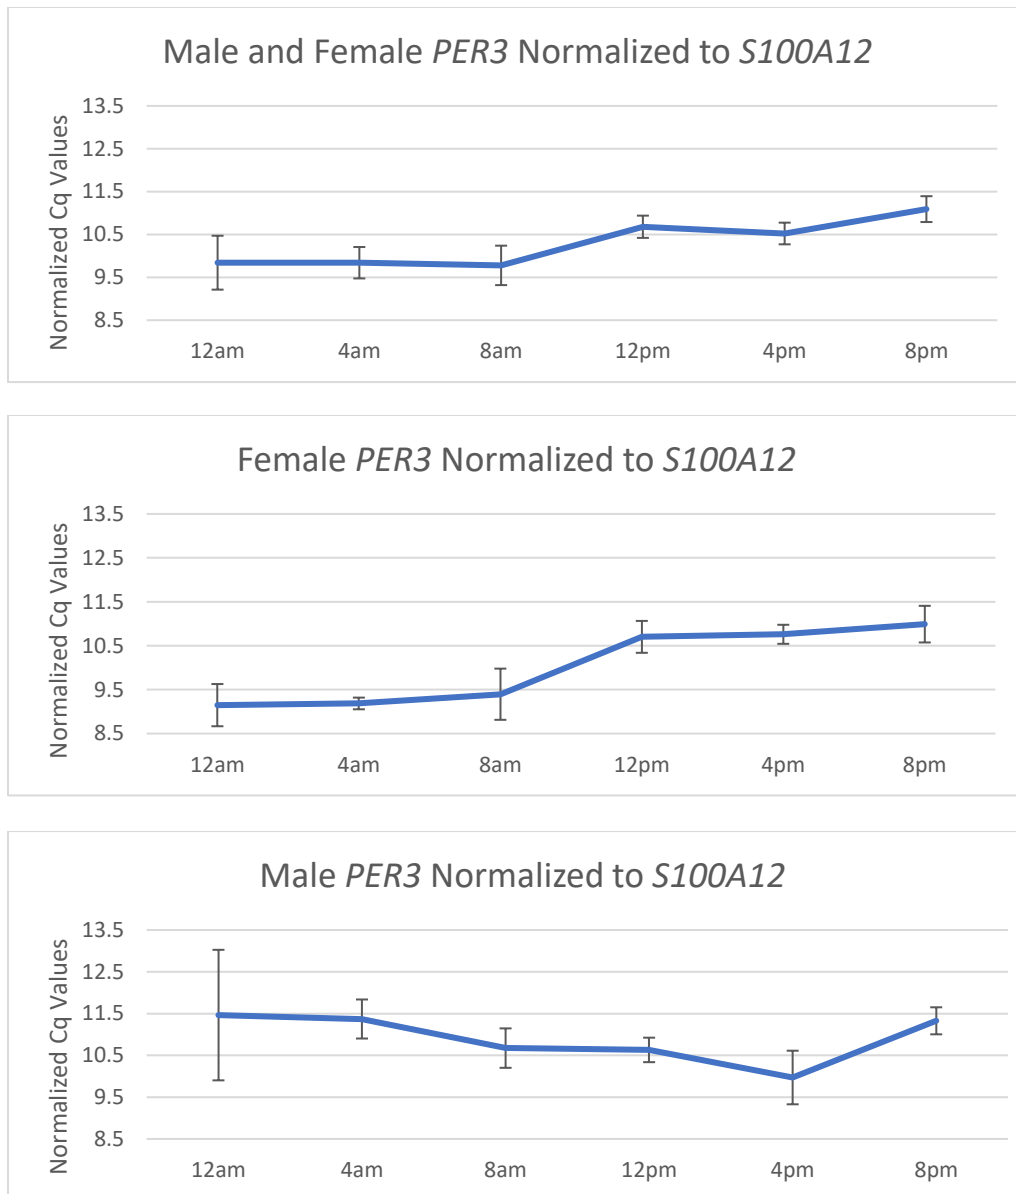 Male and Female PER3 Normalized to S100A12
Normalized Cq Values
13.5
12.5
11.5
10.5
9.5
8.5
12am 4am 8am 12pm 4pm 8pm
Female PER3 Normalized to S100A12
Normalized Cq Values
13.5
12.5
11.5
10.5
9.5
8.5
12am 4am 8am 12pm 4pm 8pm
Male PER3 Normalized to S100A12
Normalized Cq Values
13.5
12.5
11.5
10.5
9.5
8.5
12am 4am 8am 12pm 4pm 8pm